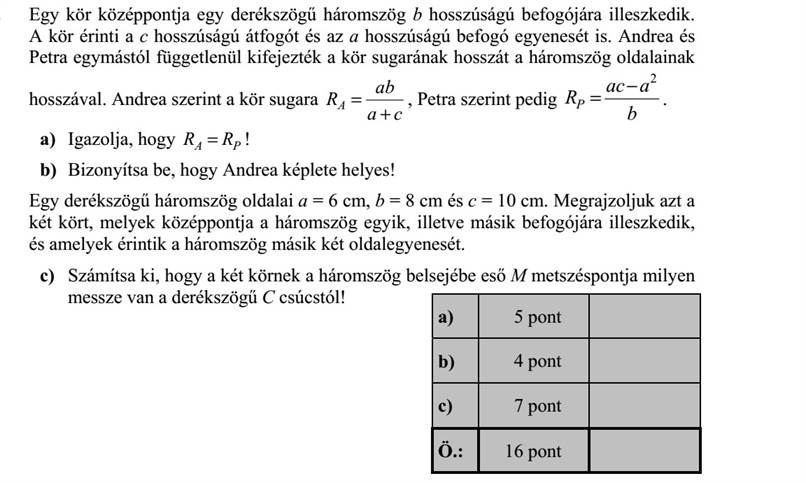 Egy kör középpontja egy derékszögű háromszög b hosszúságú befogójára illeszkedik.
A kör érinti a c hosszúságú átfogót és az a hosszúságú befogó egyenesét is. Andrea és
Petra egymástól függetlenül kifejezték a kör sugarának hosszát a háromszög oldalainak
hosszával. Andrea szerint a kör sugara R_A = ab/(a+c), Petra szerint pedig R_P = (ac−a²)/b.
a) Igazolja, hogy R_A = R_P !
b) Bizonyítsa be, hogy Andrea képlete helyes!
Egy derékszögű háromszög oldalai a = 6 cm, b = 8 cm és c = 10 cm. Megrajzoljuk azt a
két kört, melyek középpontja a háromszög egyik, illetve másik befogójára illeszkedik,
és amelyek érintik a háromszög másik két oldalegyenesét.
c) Számítsa ki, hogy a két körnek a háromszög belsejébe eső M metszéspontja milyen
messze van a derékszögű C csúcstól!
a) 5 pont
b) 4 pont
c) 7 pont
Ö.: 16 pont